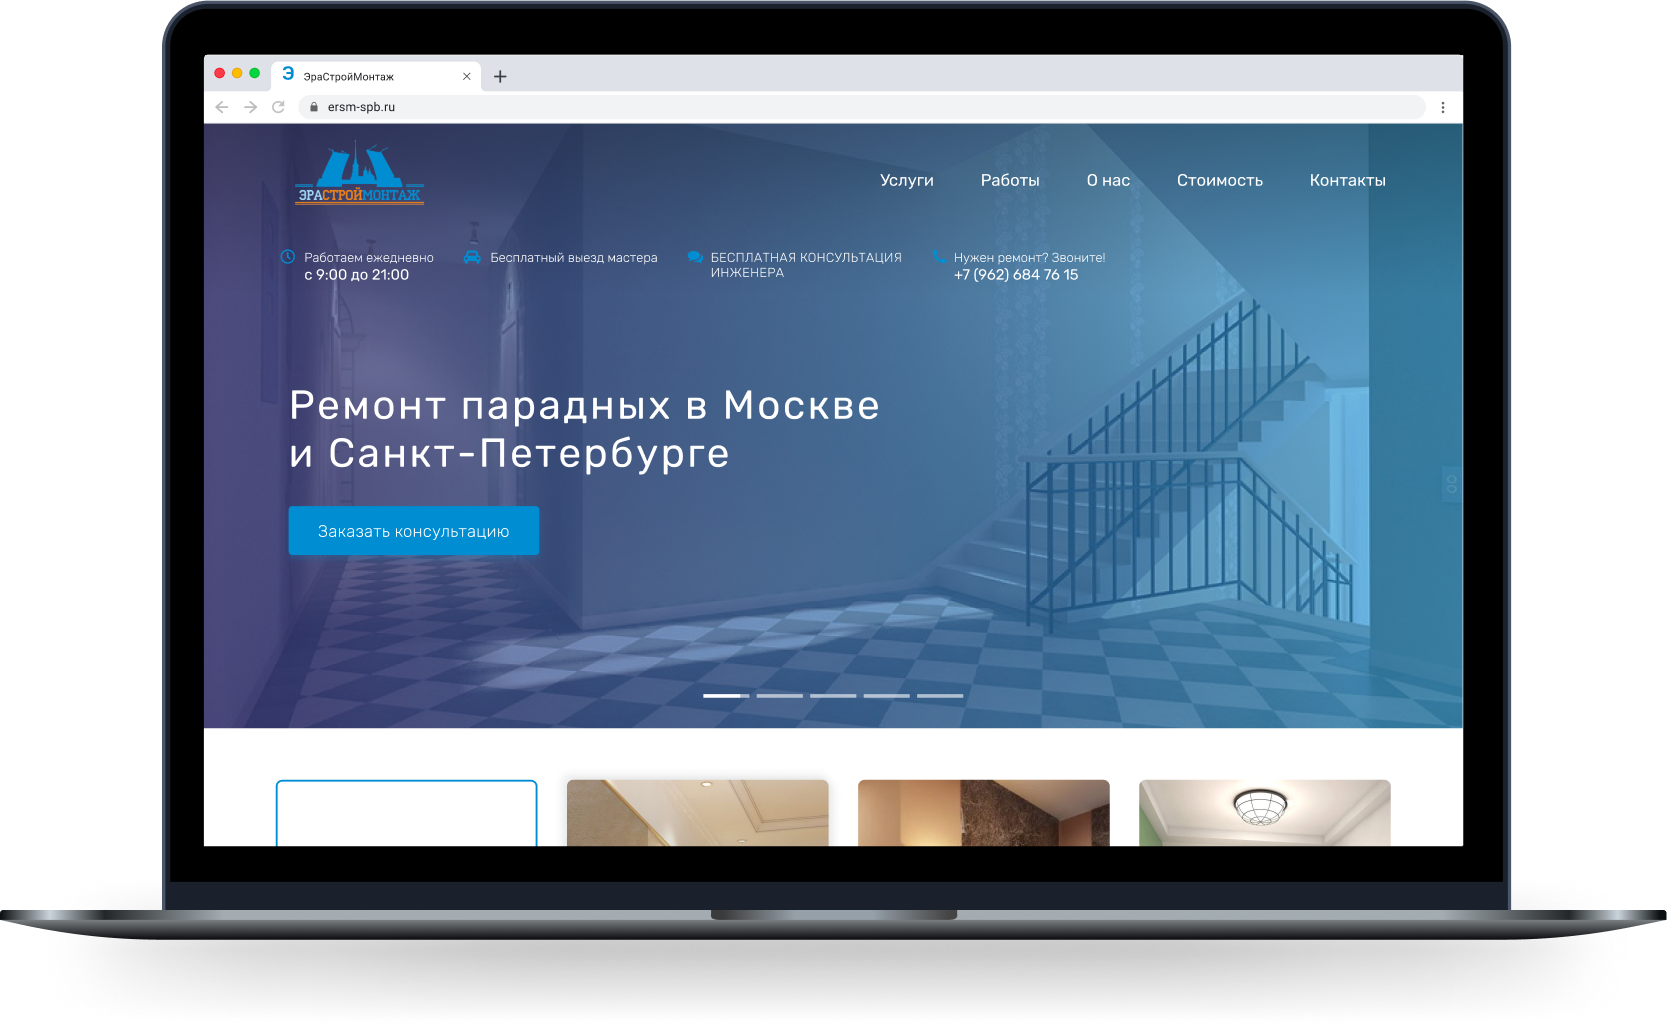 Э ЭраСтройМонтаж
ersm-spb.ru
ЭРАСТРОЙМОНТАЖ
Услуги Работы О нас Стоимость Контакты
Работаем ежедневно
с 9:00 до 21:00
Бесплатный выезд мастера
БЕСПЛАТНАЯ КОНСУЛЬТАЦИЯ
ИНЖЕНЕРА
Нужен ремонт? Звоните!
+7 (962) 684 76 15
Ремонт парадных в Москве
и Санкт-Петербурге
Заказать консультацию